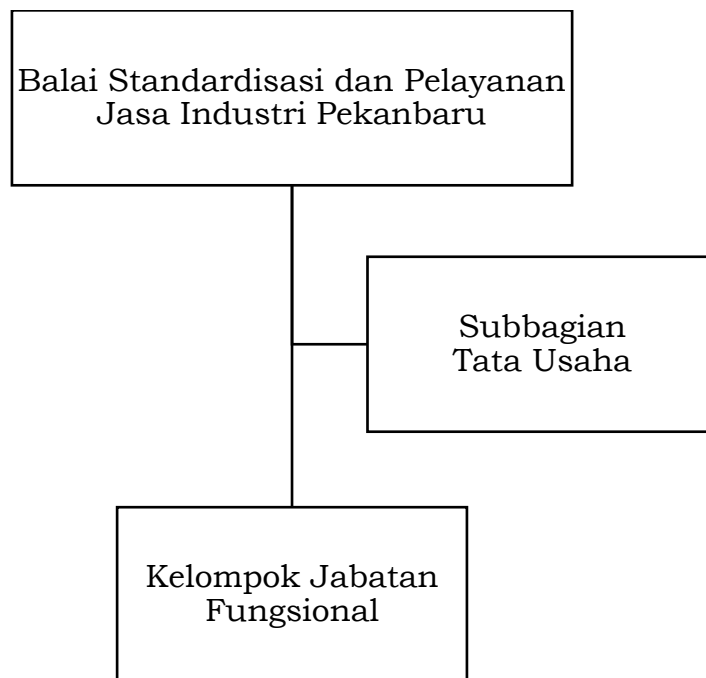 Balai Standardisasi dan Pelayanan
Jasa Industri Pekanbaru
Subbagian
Tata Usaha
Kelompok Jabatan
Fungsional